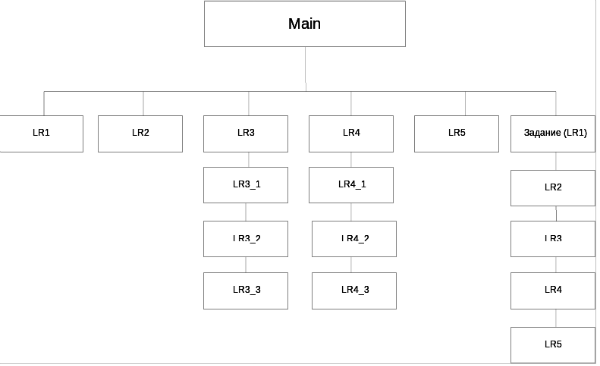 Main
LR1
LR2
LR3
LR4
LR5
Задание (LR1)
LR3_1
LR4_1
LR2
LR3_2
LR4_2
LR3
LR3_3
LR4_3
LR4
LR5